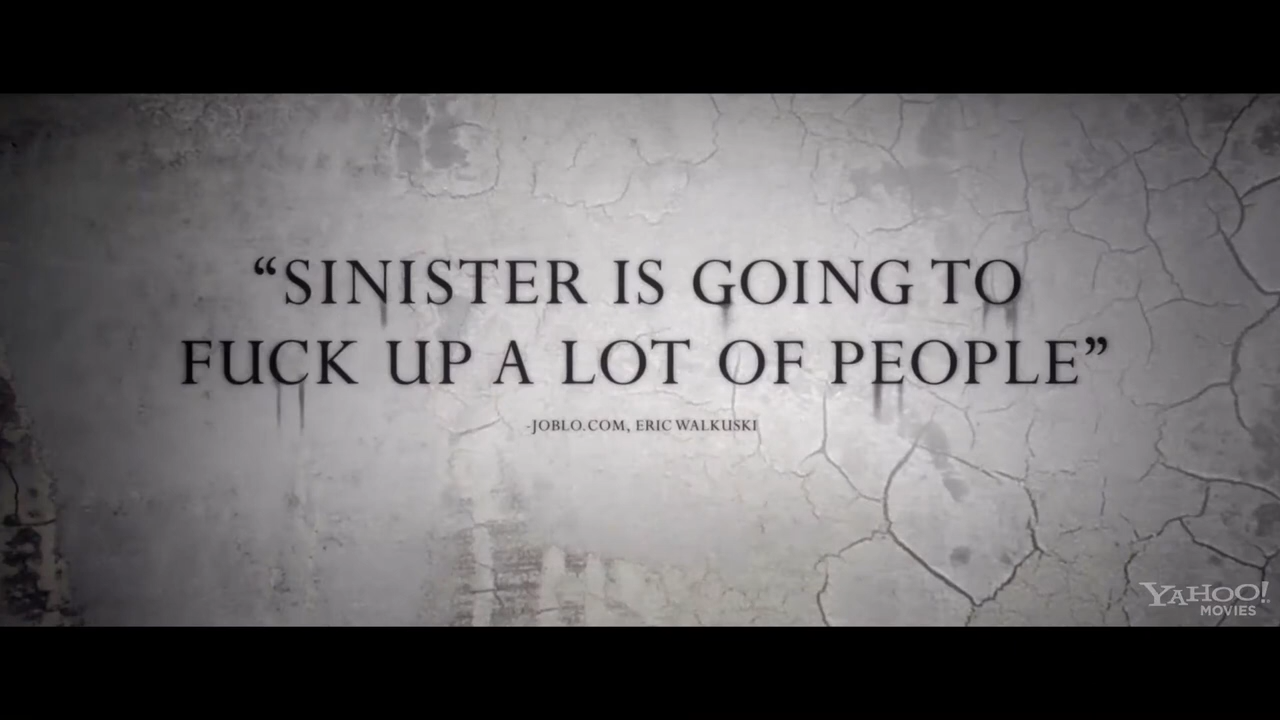 “SINISTER IS GOING TO
FUCK UP A LOT OF PEOPLE”
-JOBLO.COM, ERIC WALKUSKI
YAHOO!
MOVIES